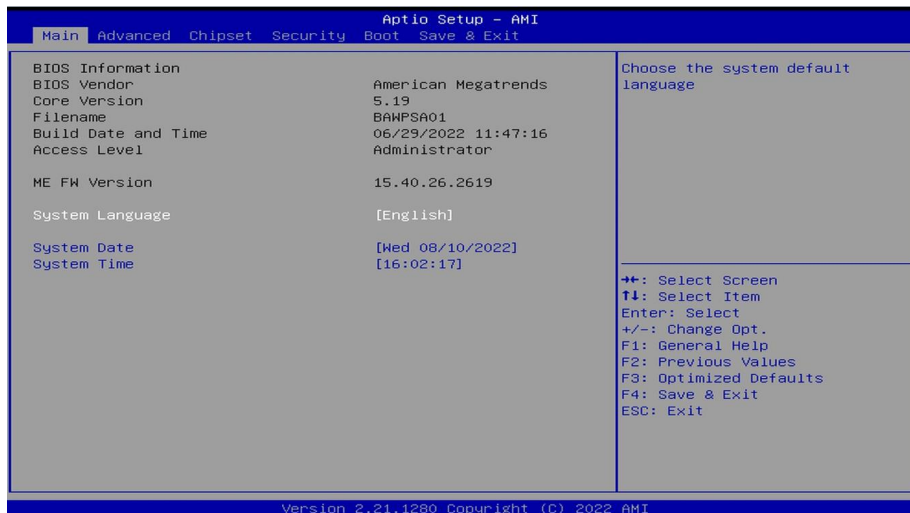 Aptio Setup – AMI
Main Advanced Chipset Security Boot Save & Exit
BIOS Information
BIOS Vendor American Megatrends
Core Version 5.19
Filename BAWPSA01
Build Date and Time 06/29/2022 11:47:16
Access Level Administrator
ME FW Version 15.40.26.2619
System Language [English]
System Date [Wed 08/10/2022]
System Time [16:02:17]
Choose the system default
language
→←: Select Screen
↑↓: Select Item
Enter: Select
+/-: Change Opt.
F1: General Help
F2: Previous Values
F3: Optimized Defaults
F4: Save & Exit
ESC: Exit
Version 2.21.1280 Copyright (C) 2022 AMI